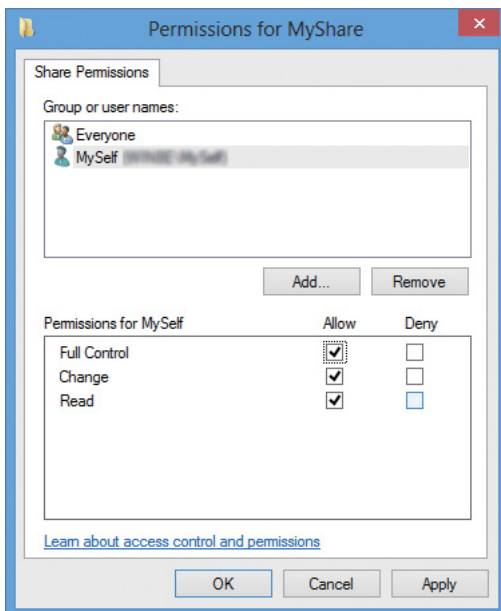 Permissions for MyShare
Share Permissions
Group or user names:
Everyone
MySelf
Add...
Remove
Permissions for MySelf Allow Deny
Full Control
Change
Read
Learn about access control and permissions
OK
Cancel
Apply